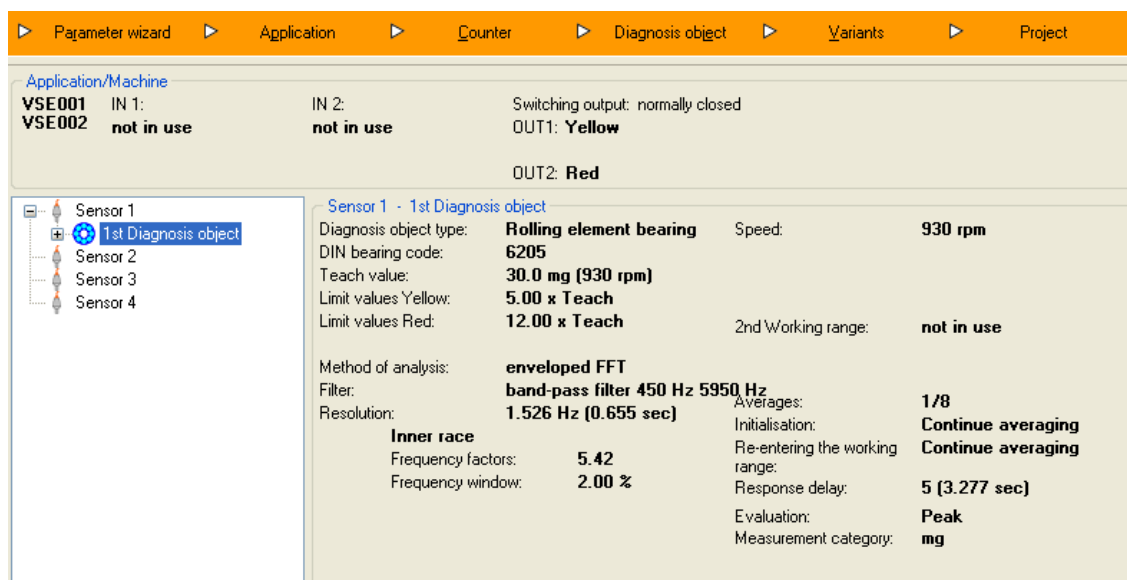 Parameter wizard Application Counter Diagnosis object Variants Project
Application/Machine
VSE001 IN 1: IN 2: Switching output: normally closed
VSE002 not in use not in use OUT1: Yellow
OUT2: Red
Sensor 1
1st Diagnosis object
Sensor 2
Sensor 3
Sensor 4
Sensor 1 - 1st Diagnosis object
Diagnosis object type: Rolling element bearing Speed: 930 rpm
DIN bearing code: 6205
Teach value: 30.0 mg (930 rpm)
Limit values Yellow: 5.00 x Teach
Limit values Red: 12.00 x Teach 2nd Working range: not in use
Method of analysis: enveloped FFT
Filter: band-pass filter 450 Hz 5950 Hz
Averages: 1/8
Resolution: 1.526 Hz (0.655 sec)
Initialisation: Continue averaging
Inner race
Re-entering the working Continue averaging
range:
Frequency factors: 5.42
Frequency window: 2.00 %
Response delay: 5 (3.277 sec)
Evaluation: Peak
Measurement category: mg